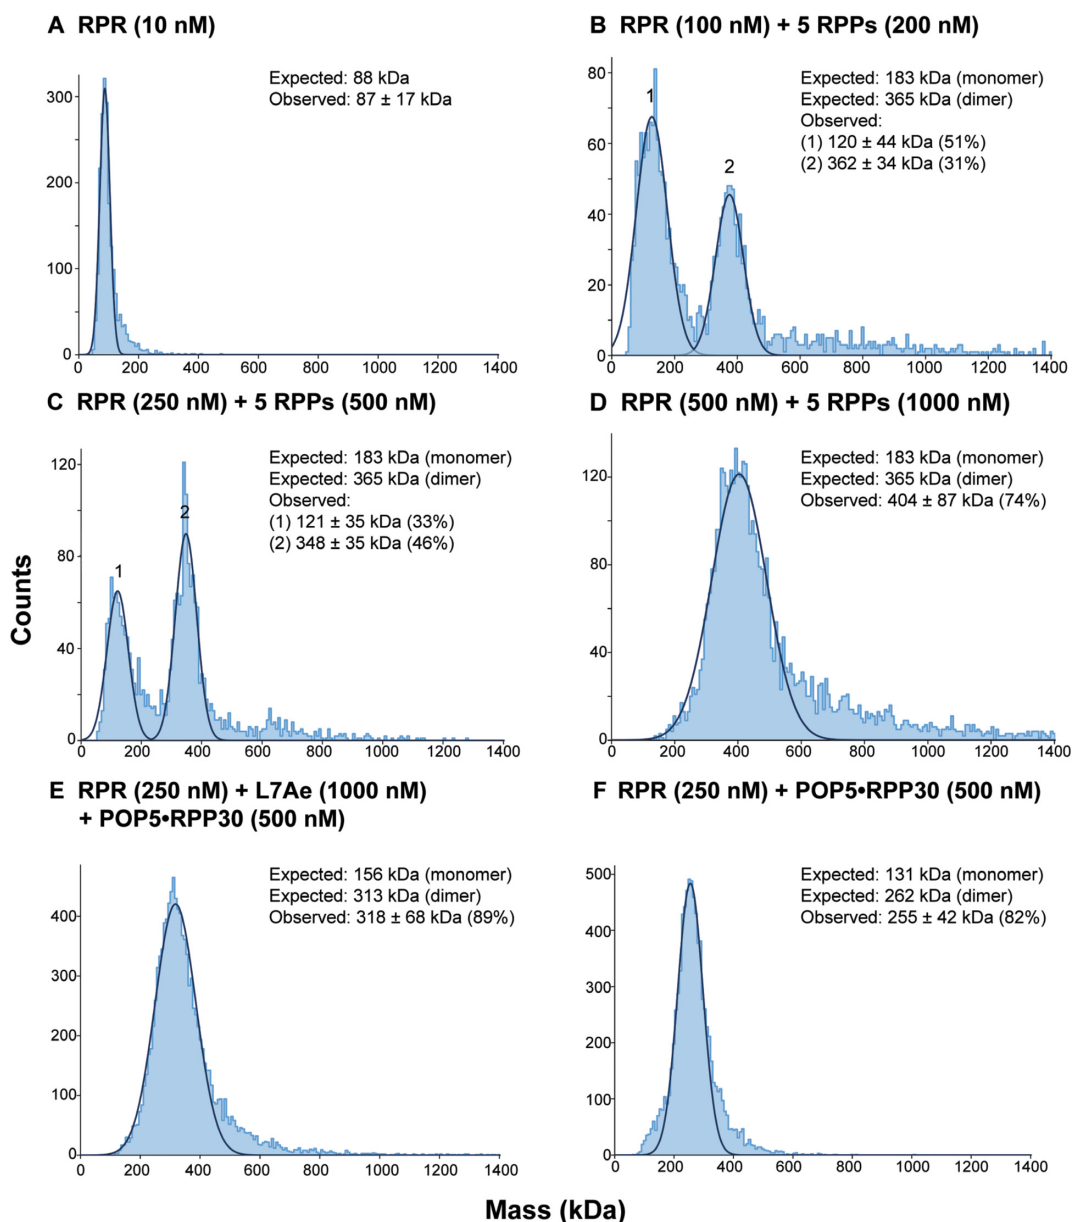 A RPR (10 nM)
Expected: 88 kDa
Observed: 87 ± 17 kDa
300
200
100
0
0 200 400 600 800 1000 1200 1400
B RPR (100 nM) + 5 RPPs (200 nM)
Expected: 183 kDa (monomer)
Expected: 365 kDa (dimer)
Observed:
(1) 120 ± 44 kDa (51%)
(2) 362 ± 34 kDa (31%)
1
2
80
60
40
20
0
0 200 400 600 800 1000 1200 1400
C RPR (250 nM) + 5 RPPs (500 nM)
Expected: 183 kDa (monomer)
Expected: 365 kDa (dimer)
Observed:
(1) 121 ± 35 kDa (33%)
(2) 348 ± 35 kDa (46%)
1
2
120
80
40
0
0 200 400 600 800 1000 1200 1400
D RPR (500 nM) + 5 RPPs (1000 nM)
Expected: 183 kDa (monomer)
Expected: 365 kDa (dimer)
Observed: 404 ± 87 kDa (74%)
120
80
40
0
0 200 400 600 800 1000 1200 1400
Counts
E RPR (250 nM) + L7Ae (1000 nM)
+ POP5•RPP30 (500 nM)
Expected: 156 kDa (monomer)
Expected: 313 kDa (dimer)
Observed: 318 ± 68 kDa (89%)
400
300
200
100
0
0 200 400 600 800 1000 1200 1400
F RPR (250 nM) + POP5•RPP30 (500 nM)
Expected: 131 kDa (monomer)
Expected: 262 kDa (dimer)
Observed: 255 ± 42 kDa (82%)
500
400
300
200
100
0
0 200 400 600 800 1000 1200 1400
Mass (kDa)